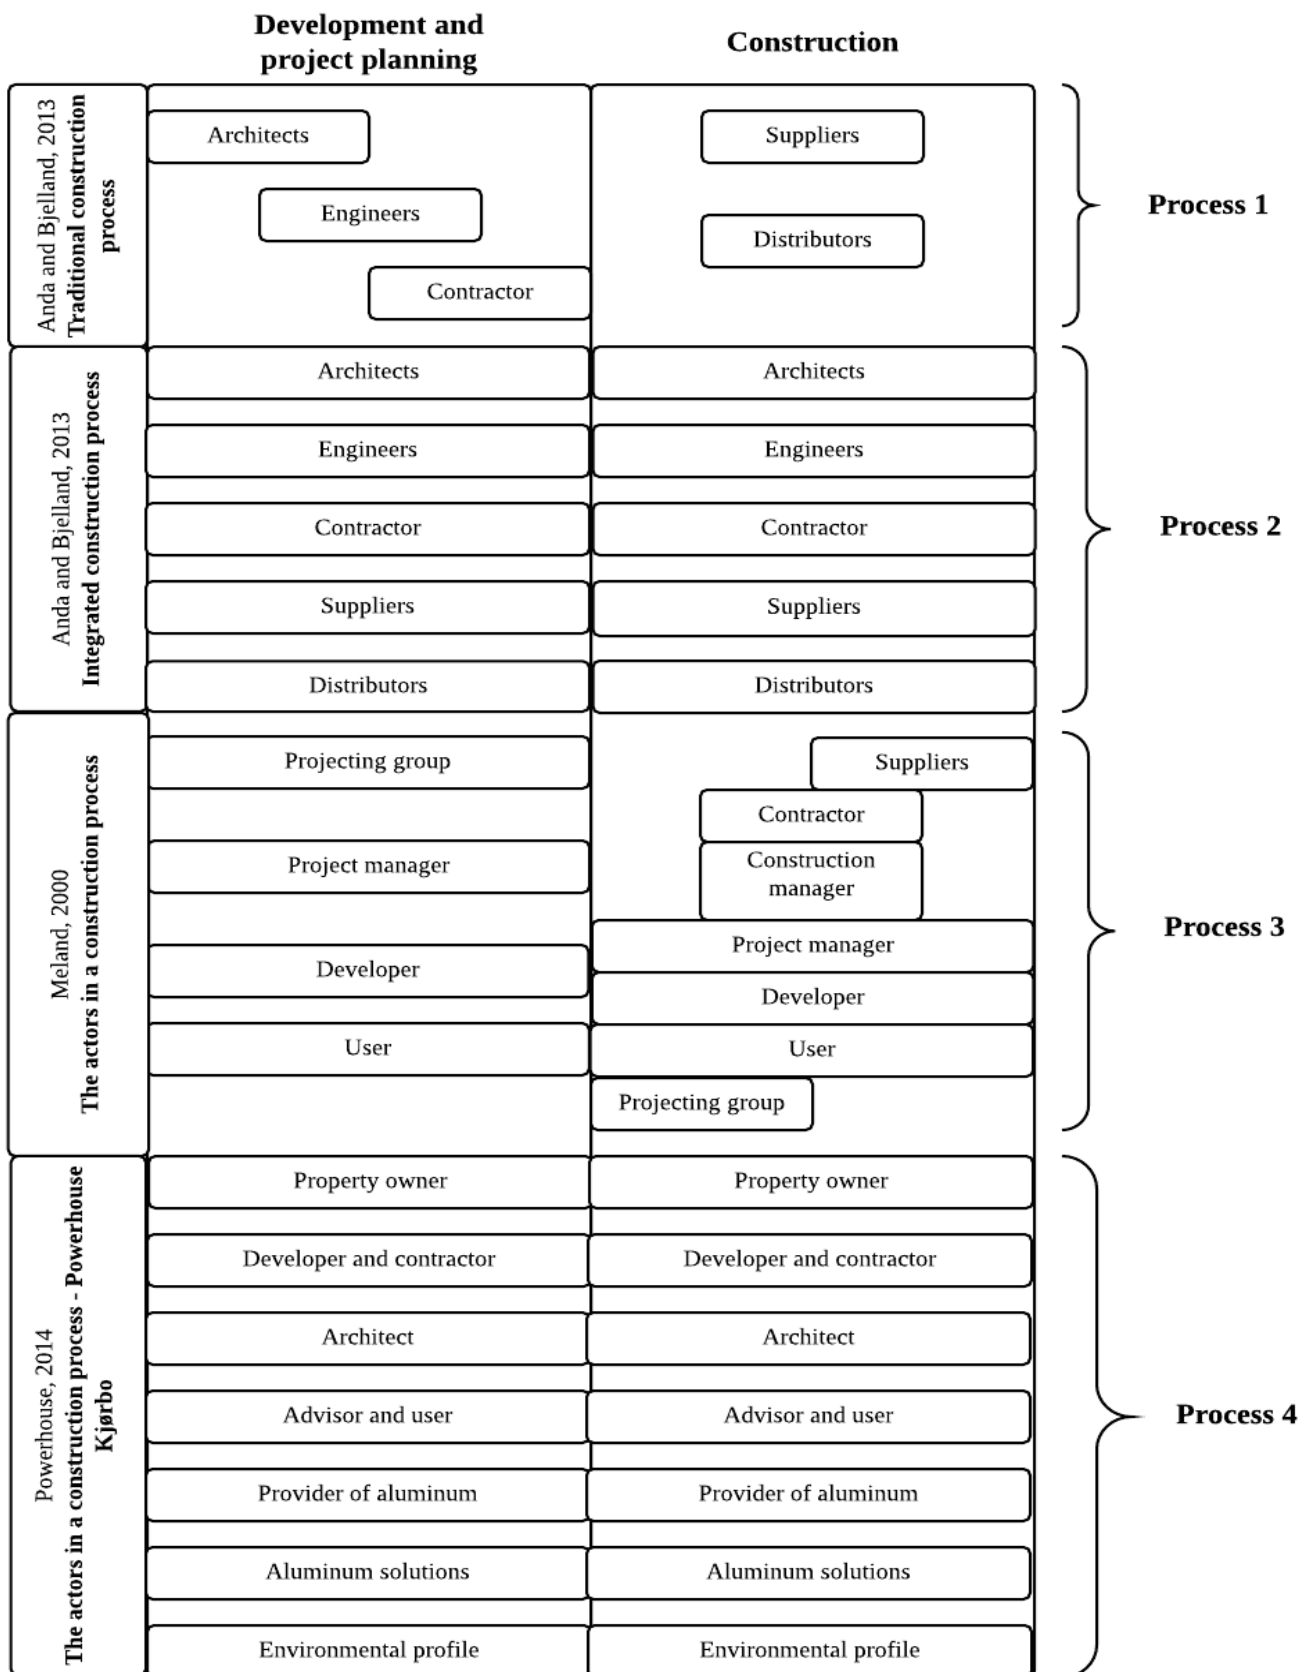 Development and
project planning
Construction
Anda and Bjelland, 2013
Traditional construction
process
Architects
Engineers
Contractor
Suppliers
Distributors
Process 1
Anda and Bjelland, 2013
Integrated construction process
Architects
Architects
Engineers
Engineers
Contractor
Contractor
Suppliers
Suppliers
Distributors
Distributors
Process 2
Meland, 2000
The actors in a construction process
Projecting group
Project manager
Developer
User
Suppliers
Contractor
Construction
manager
Project manager
Developer
User
Projecting group
Process 3
Powerhouse, 2014
The actors in a construction process - Powerhouse
Kjørbo
Property owner
Property owner
Developer and contractor
Developer and contractor
Architect
Architect
Advisor and user
Advisor and user
Provider of aluminum
Provider of aluminum
Aluminum solutions
Aluminum solutions
Environmental profile
Environmental profile
Process 4